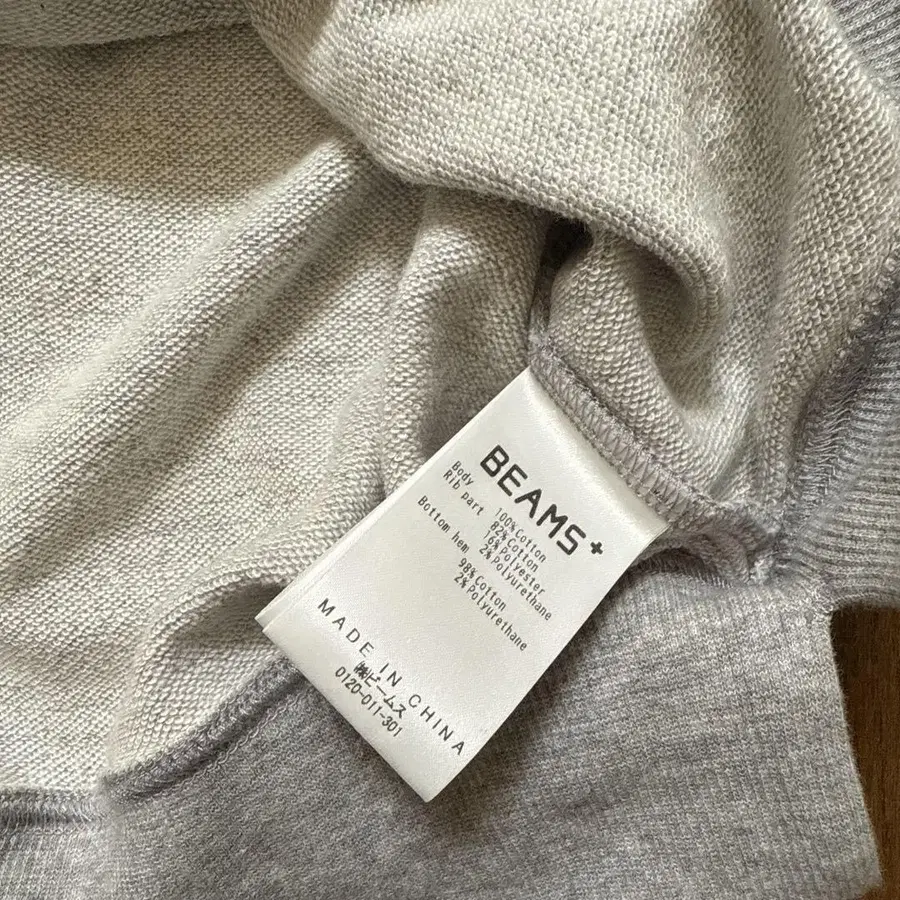 BEAMS+
Body 100% Cotton
Rib part 82% Cotton
16% Polyester
2% Polyurethane
Bottom hem 98% Cotton
2% Polyurethane
MADE IN CHINA
㈱ビームス
0120-011-301